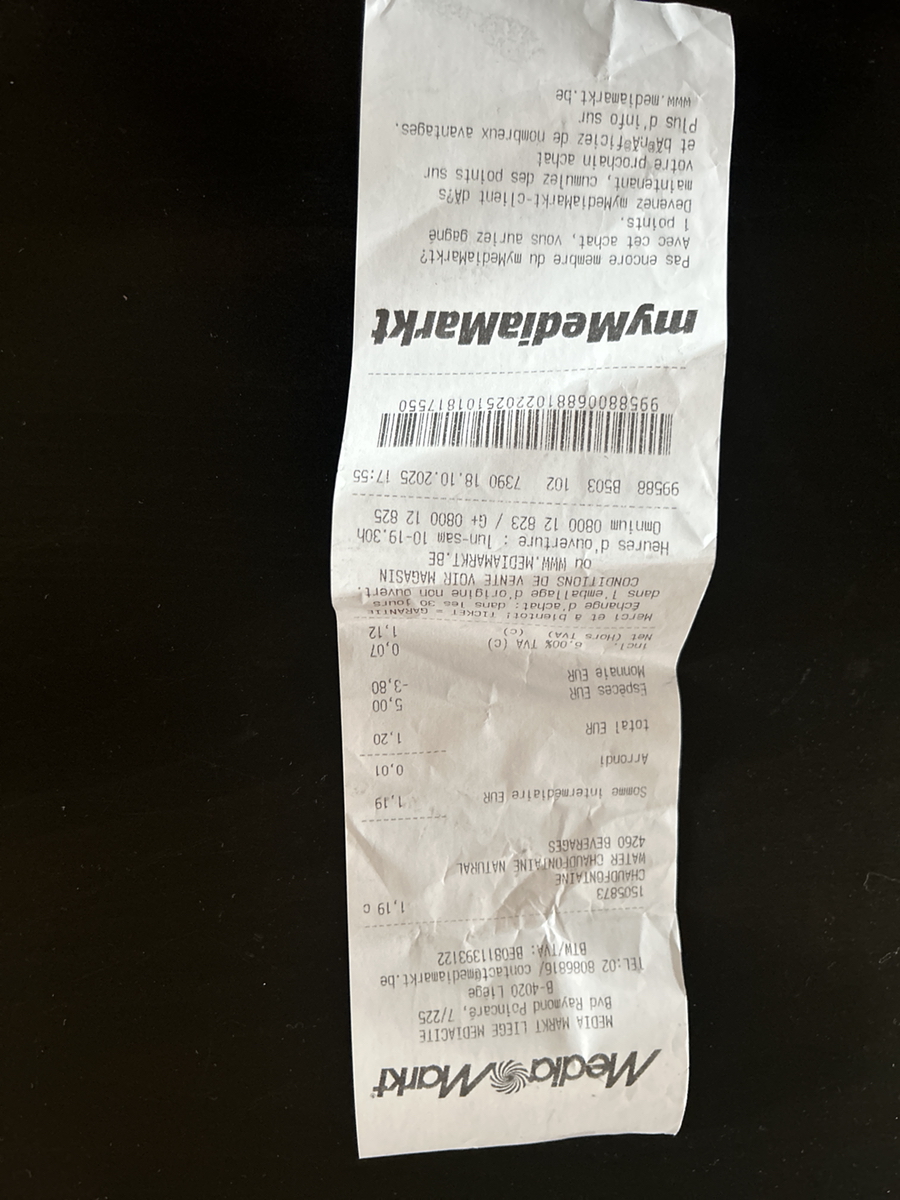 Media Markt
MEDIA MARKT LIEGE MEDIACITE
Bvd Raymond Poincaré, 7/225
B-4020 Liege
TEL:02 8086816/ contact@mediamarkt.be
BTW/TVA: BE0811393122
1505873 1,19 c
CHAUDFONTAINE
WATER CHAUDFONTAINE NATURAL
4260 BEVERAGES
Somme intermédiaire EUR 1,19
Arrondi 0,01
total EUR 1,20
Espèces EUR 5,00
Monnaie EUR -3,80
incl. 6.00% TVA (c) 0,07
Net (Hors TVA) (c) 1,12
Merci et à bientot! TICKET = GARANTIE
Echange d'achat: dans les 30 jours
dans l'emballage d'origine non ouvert.
CONDITIONS DE VENTE VOIR MAGASIN
ou WWW.MEDIAMARKT.BE
Heures d'ouverture : lun-sam 10-19.30h
Omnium 0800 12 823 / G+ 0800 12 825
99588 B503 102 7390 18.10.2025 17:55
9958800688102202510181​7550
myMediaMarkt
Pas encore membre du myMediaMarkt?
Avec cet achat, vous auriez gagné
1 points.
Devenez myMediaMarkt-client dÃ?s
maintenant, cumulez des points sur
votre prochain achat
et bÃ©nÃ©ficiez de nombreux avantages.
Plus d'info sur
www.mediamarkt.be